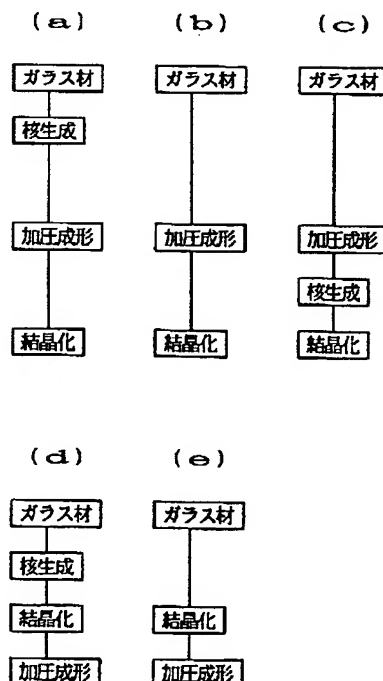 (a) (b) (c)
ガラス材 ガラス材 ガラス材
核生成
加圧成形 加圧成形 加圧成形
核生成
結晶化 結晶化 結晶化
(d) (e)
ガラス材 ガラス材
核生成
結晶化 結晶化
加圧成形 加圧成形